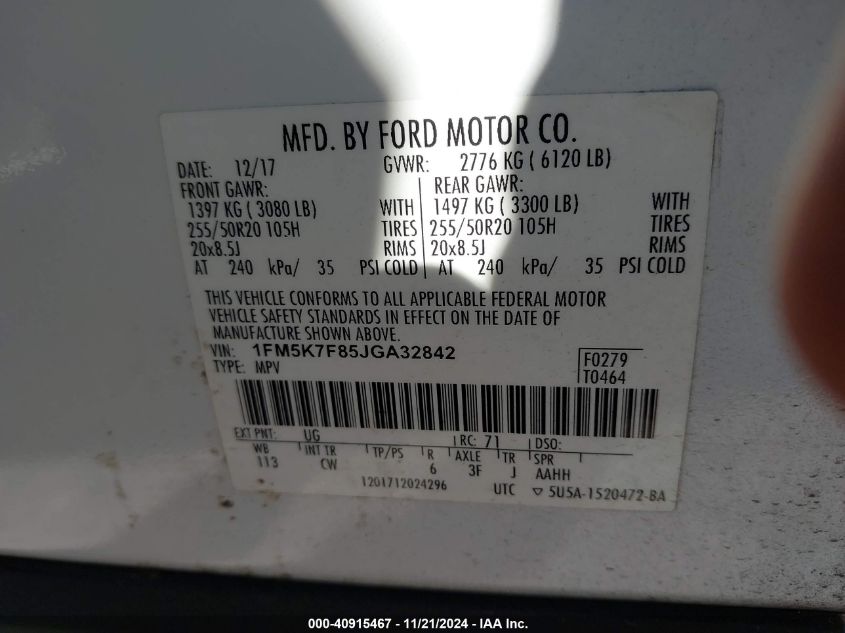 MFD. BY FORD MOTOR CO.
DATE: 12/17 GVWR: 2776 KG ( 6120 LB)
FRONT GAWR: REAR GAWR:
1397 KG ( 3080 LB) WITH 1497 KG ( 3300 LB) WITH
255/50R20 105H TIRES 255/50R20 105H TIRES
20x8.5J RIMS 20x8.5J RIMS
AT 240 kPa/ 35 PSI COLD AT 240 kPa/ 35 PSI COLD
THIS VEHICLE CONFORMS TO ALL APPLICABLE FEDERAL MOTOR
VEHICLE SAFETY STANDARDS IN EFFECT ON THE DATE OF
MANUFACTURE SHOWN ABOVE.
VIN: 1FM5K7F85JGA32842 F0279
TYPE: MPV T0464
EXT PNT: UG RC: 71 DSO:
WB INT TR TP/PS R AXLE TR SPR
113 CW 6 3F J AAHH
1201712024296 UTC ▽ 5U5A-1520472-BA
000-40915467 - 11/21/2024 - IAA Inc.